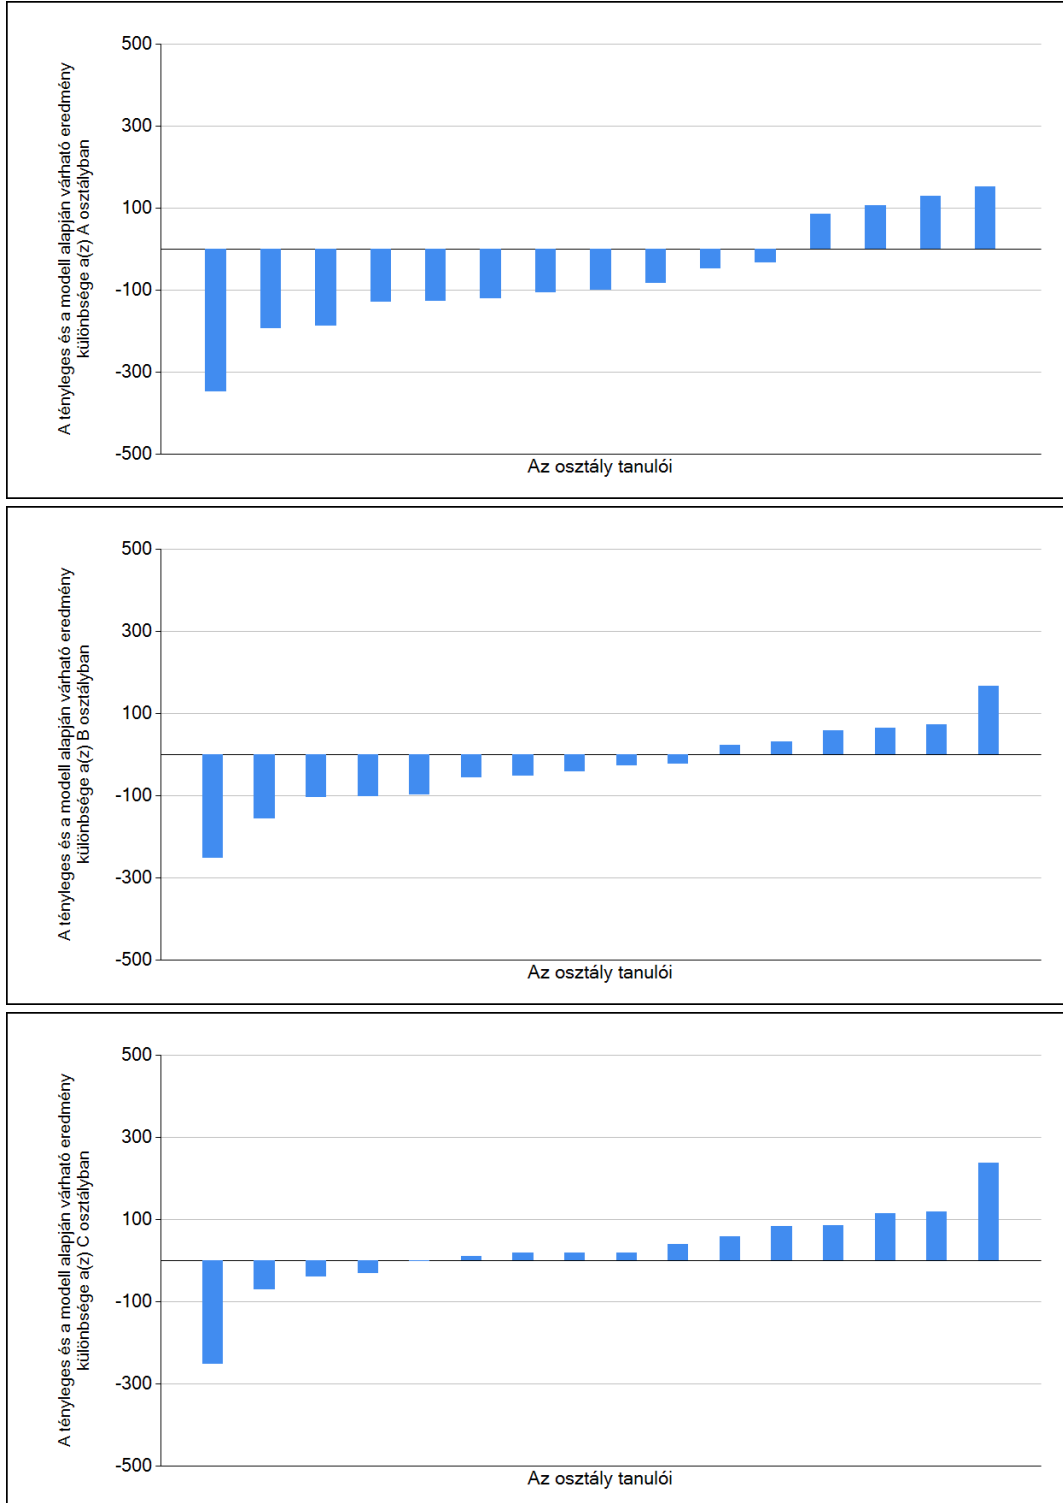 A tényleges és a modell alapján várható eredmény
különbsége a(z) A osztályban
500
300
100
-100
-300
-500
Az osztály tanulói
A tényleges és a modell alapján várható eredmény
különbsége a(z) B osztályban
500
300
100
-100
-300
-500
Az osztály tanulói
A tényleges és a modell alapján várható eredmény
különbsége a(z) C osztályban
500
300
100
-100
-300
-500
Az osztály tanulói